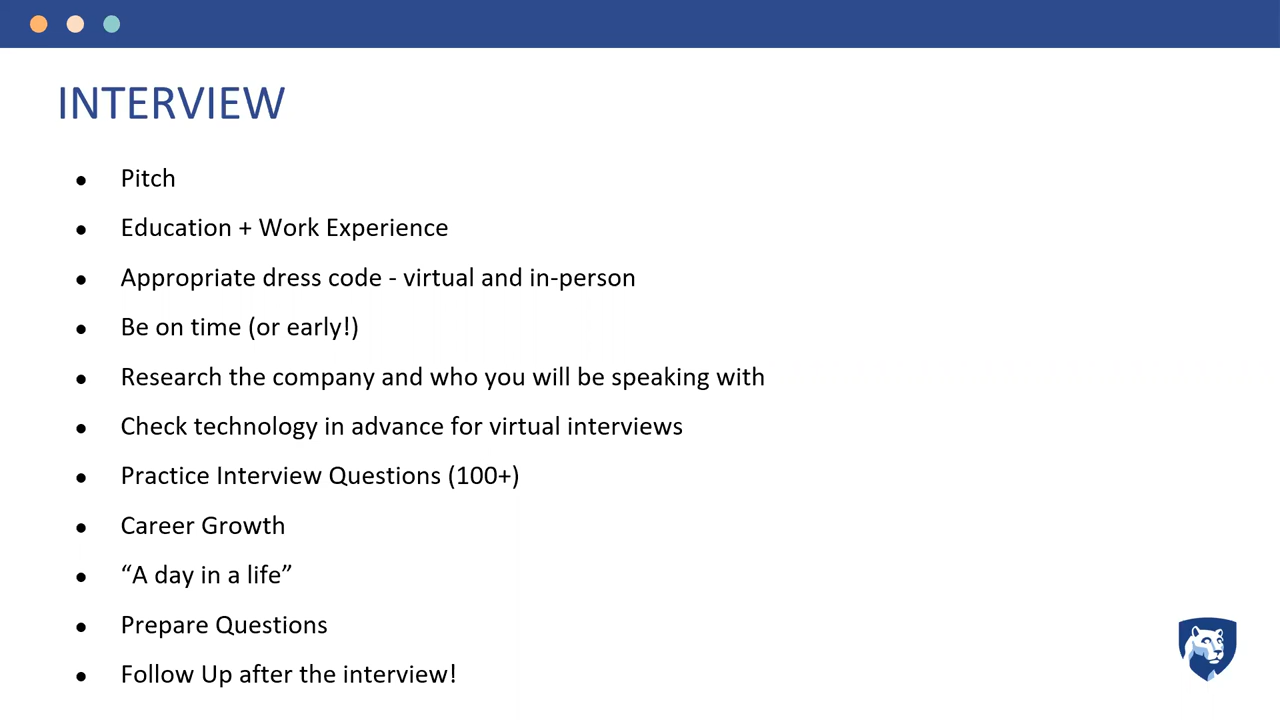 INTERVIEW
● Pitch
● Education + Work Experience
● Appropriate dress code - virtual and in-person
● Be on time (or early!)
● Research the company and who you will be speaking with
● Check technology in advance for virtual interviews
● Practice Interview Questions (100+)
● Career Growth
● “A day in a life”
● Prepare Questions
● Follow Up after the interview!